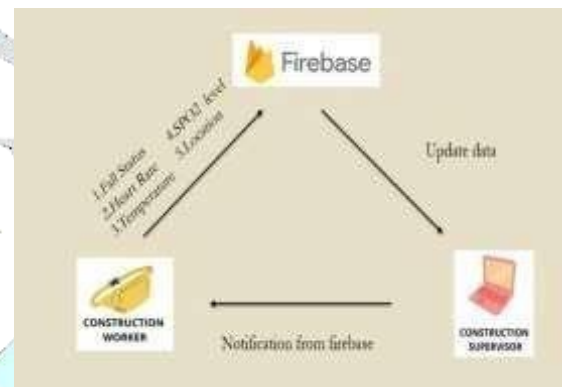 Firebase
1.Fall Status
2.Heart Rate
3.Temperature
4.SPO2 level
5.Location
Update data
CONSTRUCTION
WORKER
Notification from firebase
CONSTRUCTION
SUPERVISOR